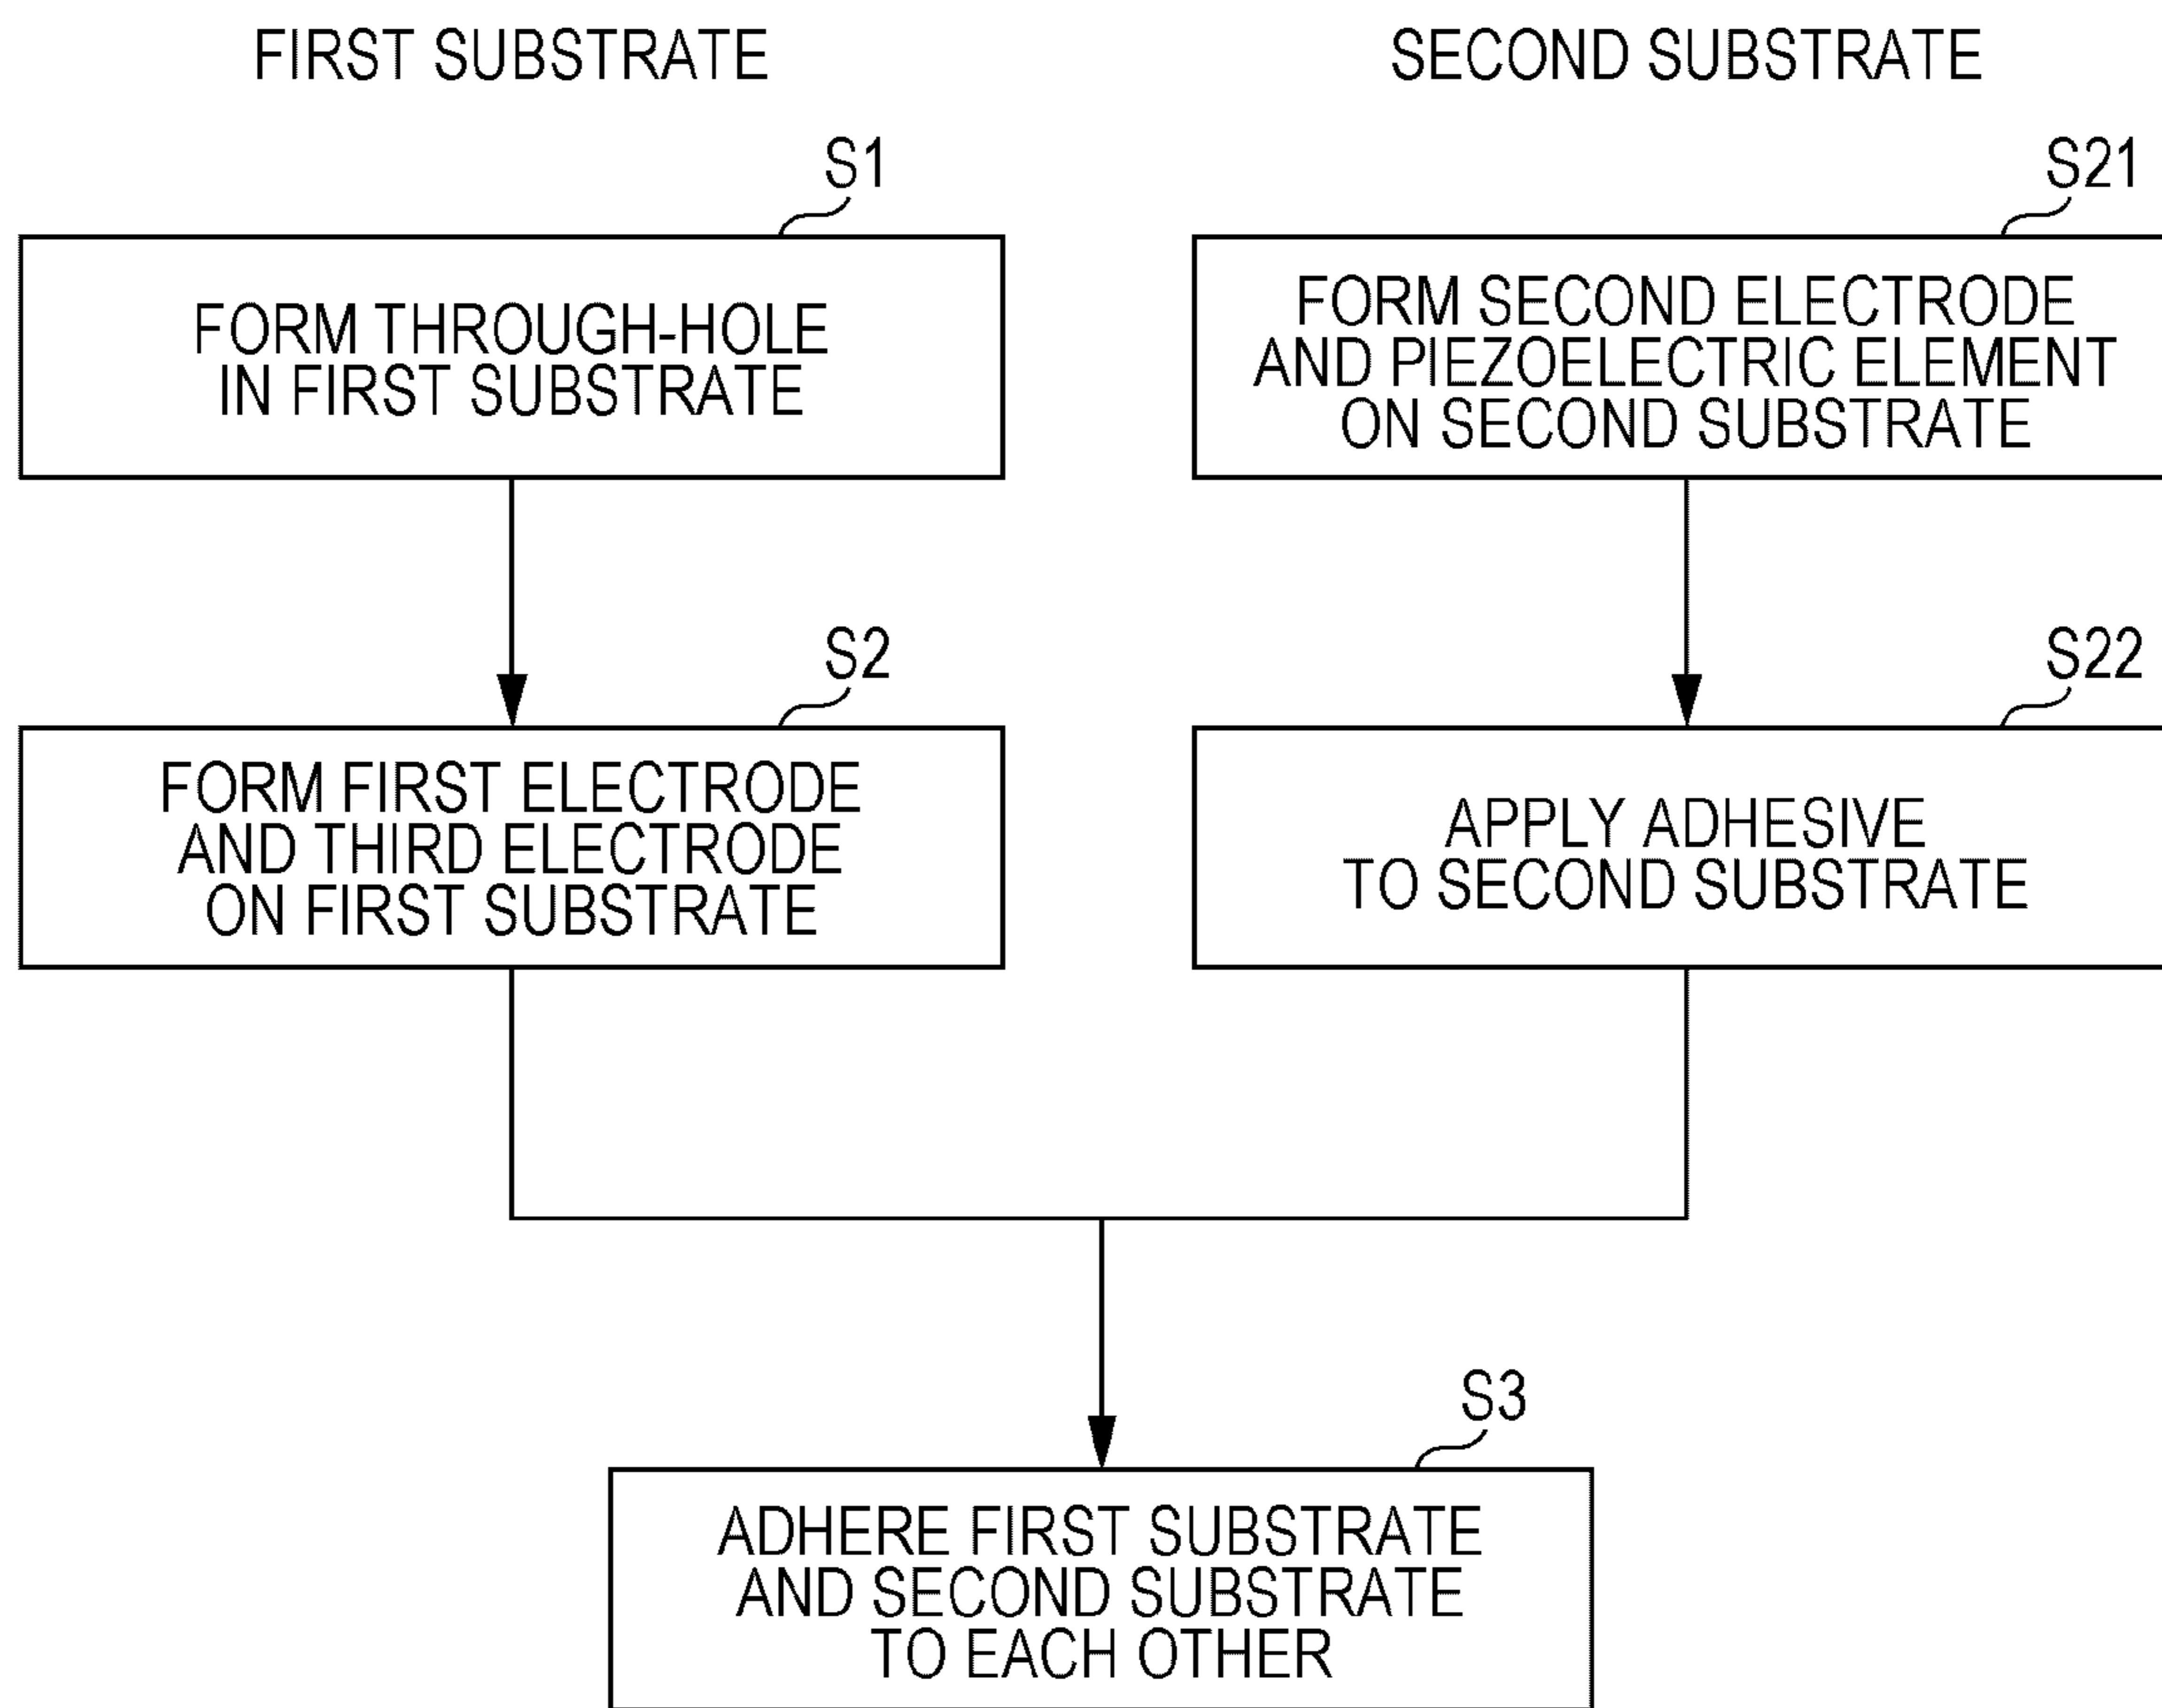 FIRST SUBSTRATE
SECOND SUBSTRATE
S1
FORM THROUGH-HOLE
IN FIRST SUBSTRATE
S21
FORM SECOND ELECTRODE
AND PIEZOELECTRIC ELEMENT
ON SECOND SUBSTRATE
S2
FORM FIRST ELECTRODE
AND THIRD ELECTRODE
ON FIRST SUBSTRATE
S22
APPLY ADHESIVE
TO SECOND SUBSTRATE
S3
ADHERE FIRST SUBSTRATE
AND SECOND SUBSTRATE
TO EACH OTHER